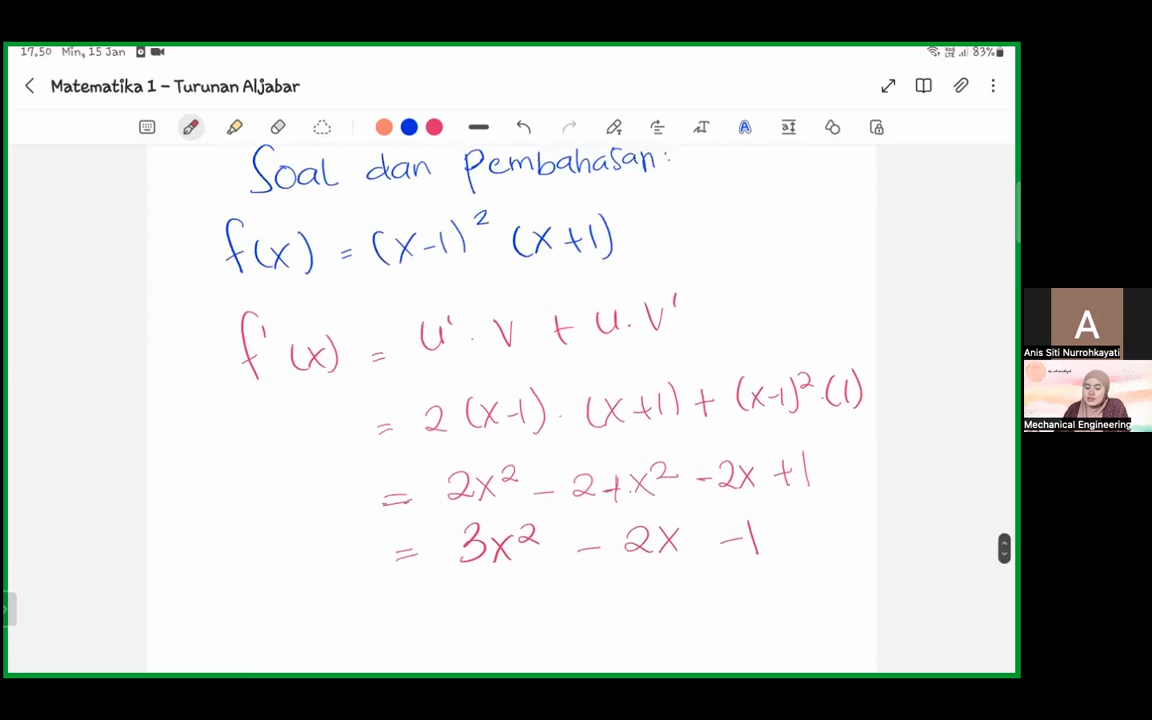 17.50 Min, 15 Jan
83%
Matematika 1 – Turunan Aljabar
Soal dan Pembahasan:
f(x) = (x-1)² (x+1)
f'(x) = u' . v + u . v'
= 2 (x-1) . (x+1) + (x-1)² . (1)
= 2x² - 2 + x² - 2x + 1
= 3x² - 2x - 1
A
Anis Siti Nurrohkayati
Mechanical Engineering